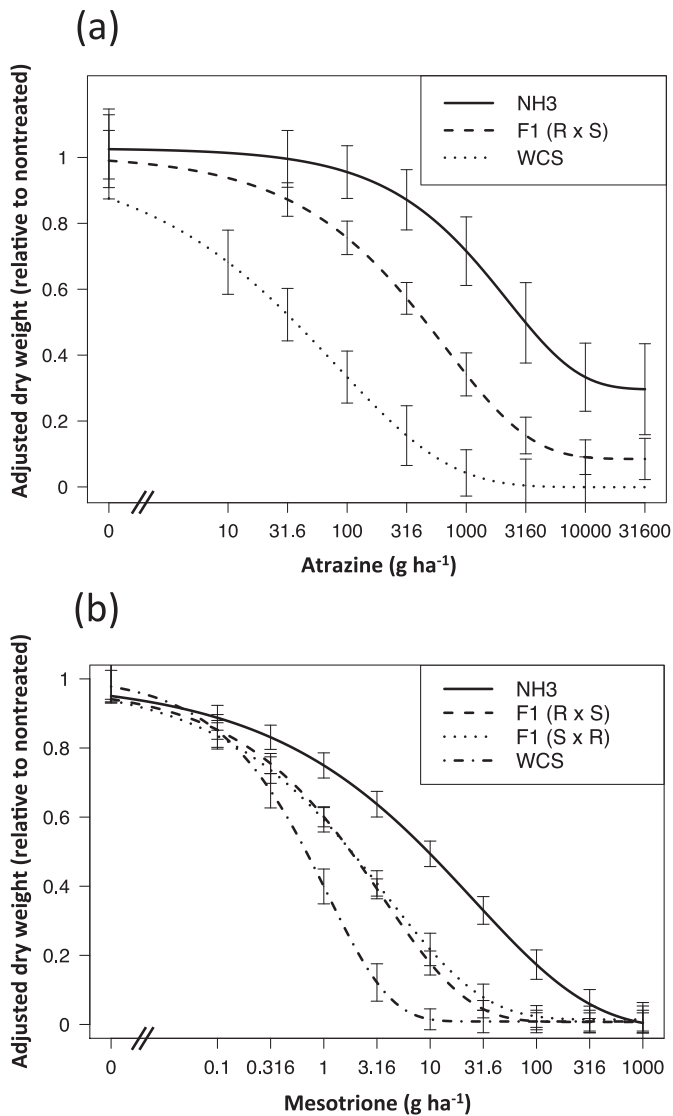 (a)
Adjusted dry weight (relative to nontreated)
1
0.8
0.6
0.4
0.2
0
NH3
F1 (R x S)
WCS
0 10 31.6 100 316 1000 3160 10000 31600
Atrazine (g ha⁻¹)
(b)
Adjusted dry weight (relative to nontreated)
1
0.8
0.6
0.4
0.2
0
NH3
F1 (R x S)
F1 (S x R)
WCS
0 0.1 0.316 1 3.16 10 31.6 100 316 1000
Mesotrione (g ha⁻¹)